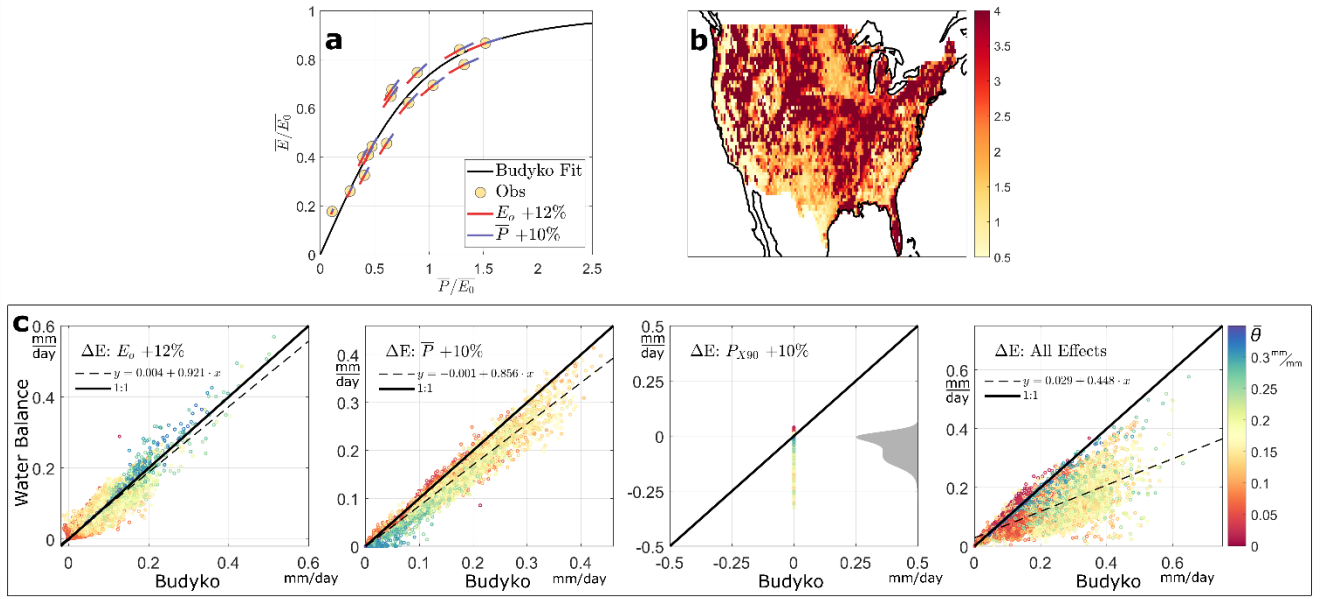 a
1
0.8
0.6
0.4
0.2
0
E̅/E̅₀
0 0.5 1 1.5 2 2.5
P̅/E̅₀
Budyko Fit
Obs
Eₒ +12%
P̅ +10%
b
4
3.5
3
2.5
2
1.5
1
0.5
c
Water Balance
0.6
mm/day
0.4
0.2
0
ΔE: Eₒ +12%
y = 0.004 + 0.921 · x
1:1
0 0.2 0.4 0.6
Budyko mm/day
0.4
mm/day
0.3
0.2
0.1
0
ΔE: P̅ +10%
y = −0.001 + 0.856 · x
1:1
0 0.1 0.2 0.3 0.4
Budyko mm/day
0.5
mm/day
0.25
0
-0.25
-0.5
ΔE: P_X90 +10%
-0.5 -0.25 0 0.25 0.5
Budyko mm/day
0.6
mm/day
0.4
0.2
0
ΔE: All Effects
y = 0.029 + 0.448 · x
1:1
0 0.2 0.4 0.6
Budyko mm/day
θ̅
0.3 mm/mm
0.25
0.2
0.15
0.1
0.05
0